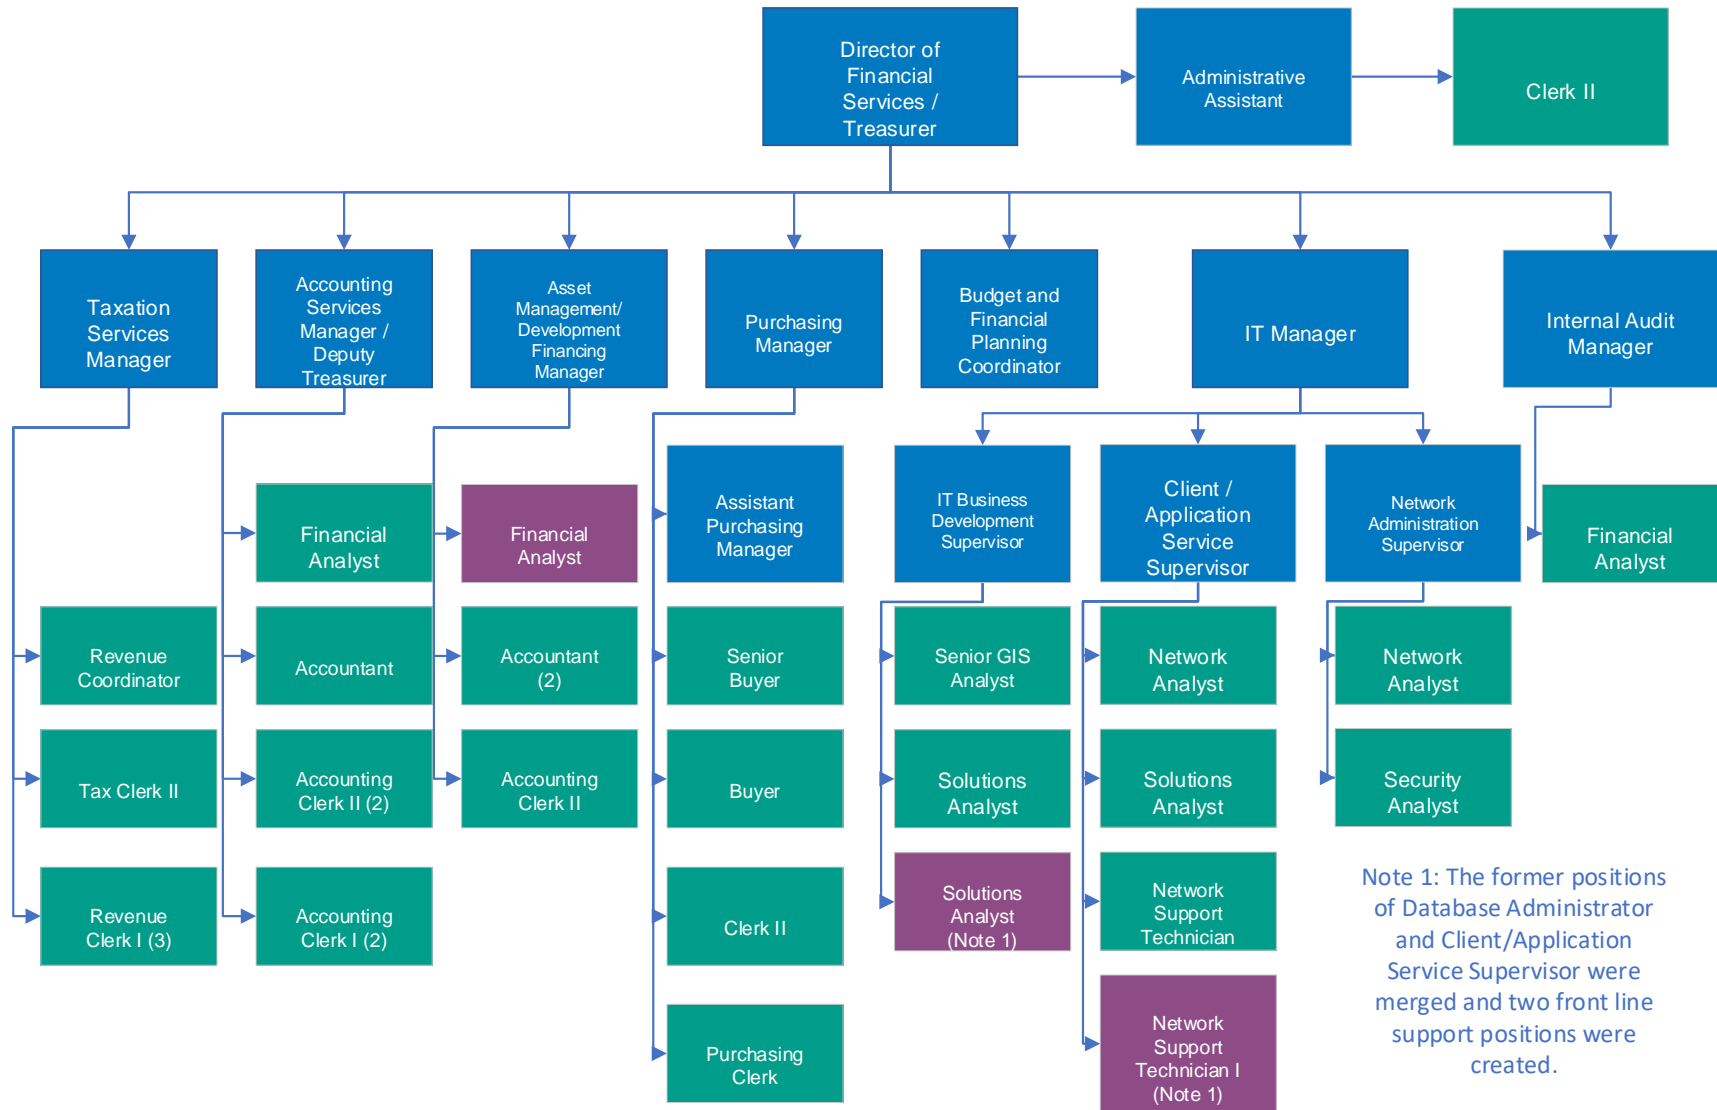 Director of
Financial
Services /
Treasurer
Administrative
Assistant
Clerk II
Taxation
Services
Manager
Accounting
Services
Manager /
Deputy
Treasurer
Asset
Management/
Development
Financing
Manager
Purchasing
Manager
Budget and
Financial
Planning
Coordinator
IT Manager
Internal Audit
Manager
Financial
Analyst
Financial
Analyst
Assistant
Purchasing
Manager
IT Business
Development
Supervisor
Client /
Application
Service
Supervisor
Network
Administration
Supervisor
Financial
Analyst
Revenue
Coordinator
Accountant
Accountant
(2)
Senior
Buyer
Senior GIS
Analyst
Network
Analyst
Network
Analyst
Tax Clerk II
Accounting
Clerk II (2)
Accounting
Clerk II
Buyer
Solutions
Analyst
Solutions
Analyst
Security
Analyst
Revenue
Clerk I (3)
Accounting
Clerk I (2)
Clerk II
Solutions
Analyst
(Note 1)
Network
Support
Technician
Purchasing
Clerk
Network
Support
Technician I
(Note 1)
Note 1: The former positions
of Database Administrator
and Client/Application
Service Supervisor were
merged and two front line
support positions were
created.